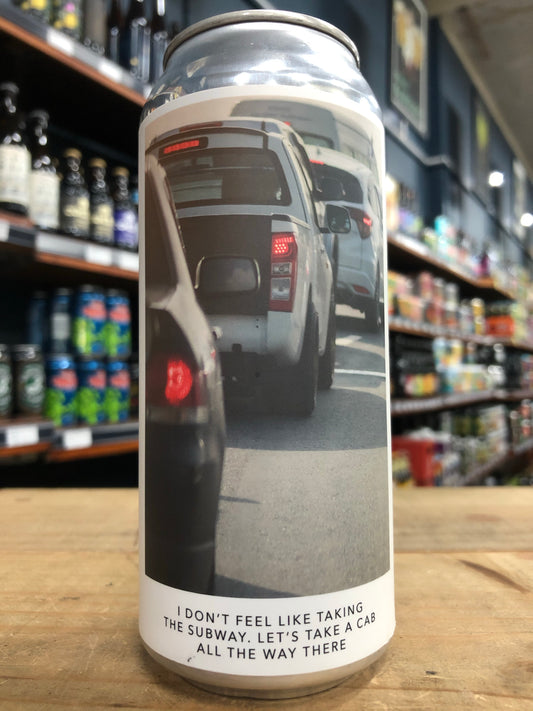 I DON'T FEEL LIKE TAKING
THE SUBWAY. LET'S TAKE A CAB
ALL THE WAY THERE